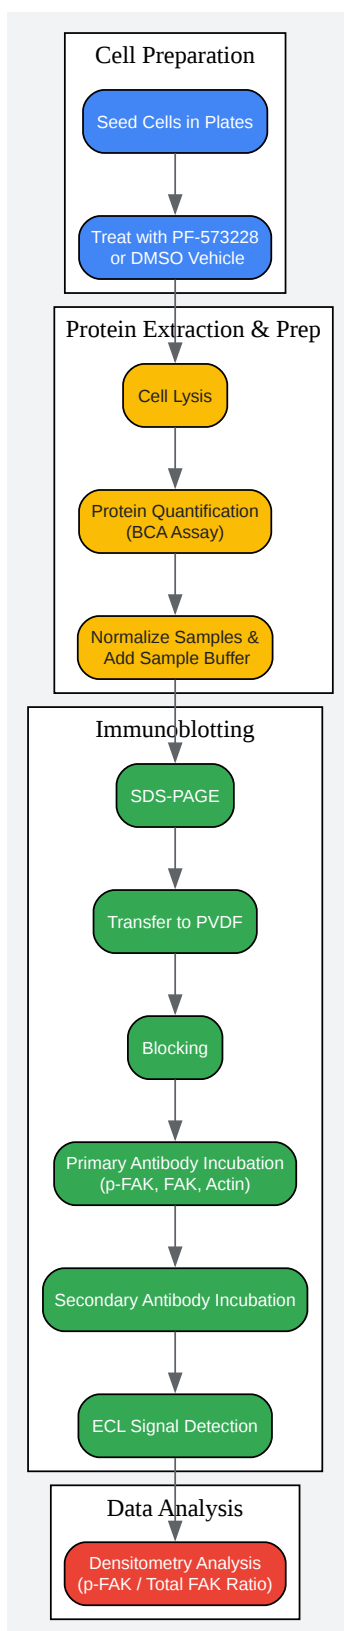 Cell Preparation
Seed Cells in Plates
Treat with PF-573228
or DMSO Vehicle
Protein Extraction & Prep
Cell Lysis
Protein Quantification
(BCA Assay)
Normalize Samples &
Add Sample Buffer
Immunoblotting
SDS-PAGE
Transfer to PVDF
Blocking
Primary Antibody Incubation
(p-FAK, FAK, Actin)
Secondary Antibody Incubation
ECL Signal Detection
Data Analysis
Densitometry Analysis
(p-FAK / Total FAK Ratio)